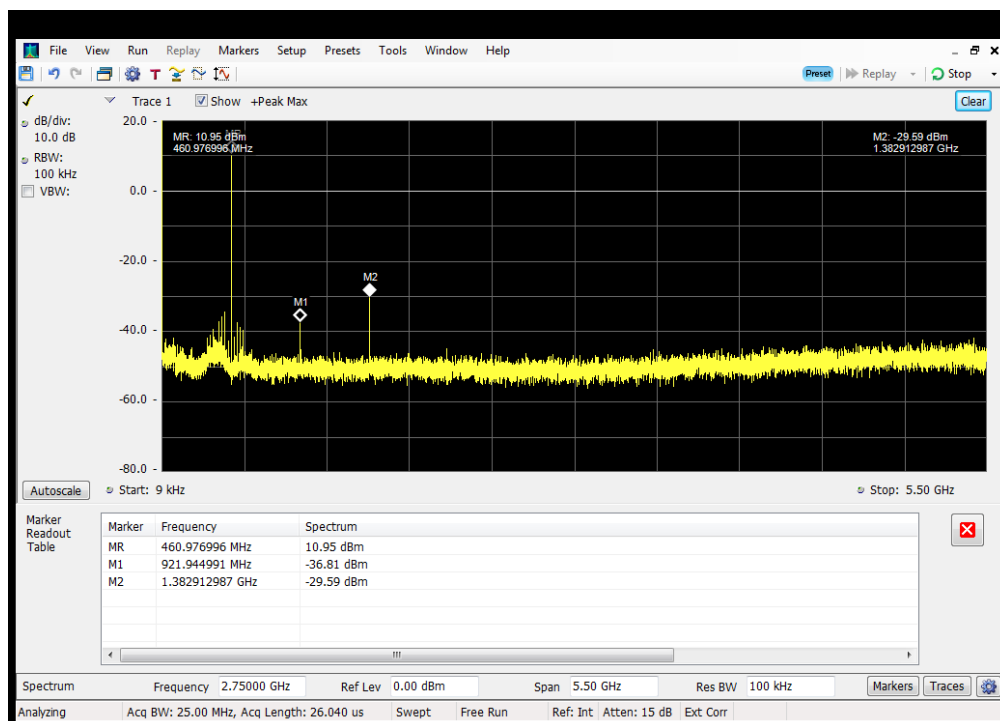 File View Run Replay Markers Setup Presets Tools Window Help
T Preset Replay Stop
Trace 1 Show +Peak Max Clear
dB/div:
10.0 dB
RBW:
100 kHz
VBW:
20.0
0.0
-20.0
-40.0
-60.0
-80.0
MR: 10.95 dBm
460.976996 MHz
M2: -29.59 dBm
1.382912987 GHz
M2
M1
Autoscale Start: 9 kHz Stop: 5.50 GHz
Marker
Readout
Table
Marker Frequency Spectrum
MR 460.976996 MHz 10.95 dBm
M1 921.944991 MHz -36.81 dBm
M2 1.382912987 GHz -29.59 dBm
Spectrum Frequency 2.75000 GHz Ref Lev 0.00 dBm Span 5.50 GHz Res BW 100 kHz Markers Traces
Analyzing Acq BW: 25.00 MHz, Acq Length: 26.040 us Swept Free Run Ref: Int Atten: 15 dB Ext Corr